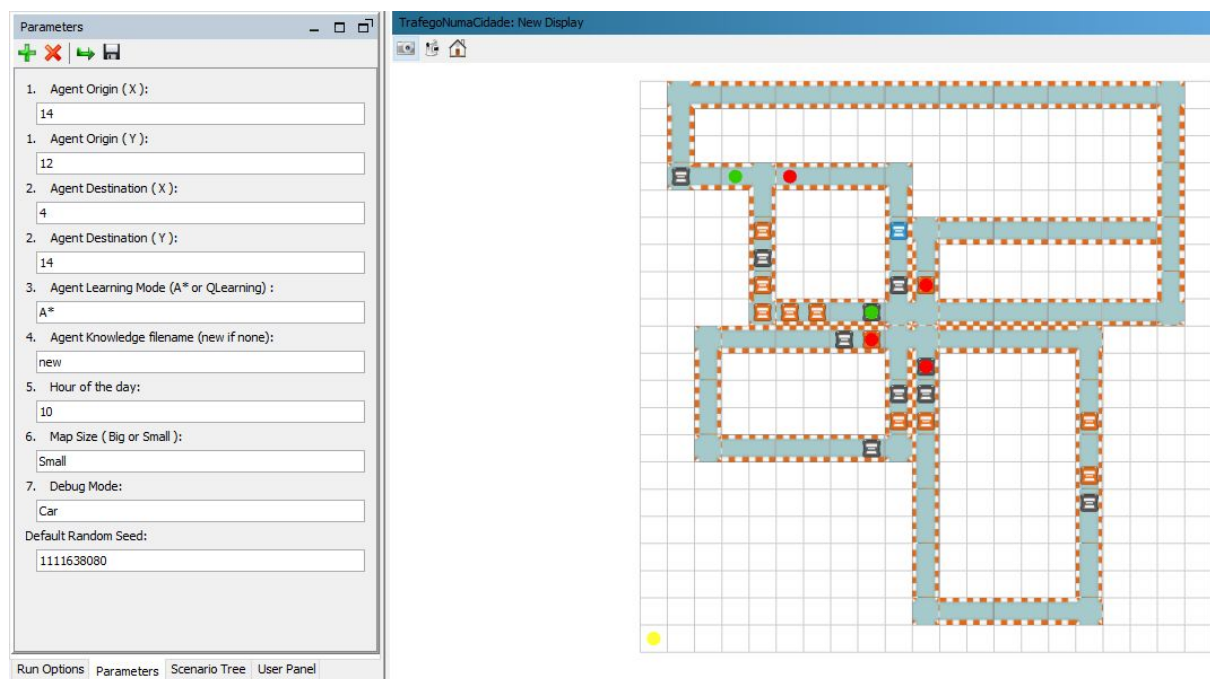 Parameters
1. Agent Origin ( X ):
14
1. Agent Origin ( Y ):
12
2. Agent Destination ( X ):
4
2. Agent Destination ( Y ):
14
3. Agent Learning Mode (A* or QLearning) :
A*
4. Agent Knowledge filename (new if none):
new
5. Hour of the day:
10
6. Map Size ( Big or Small ):
Small
7. Debug Mode:
Car
Default Random Seed:
1111638080
Run Options Parameters Scenario Tree User Panel
TrafegoNumaCidade: New Display